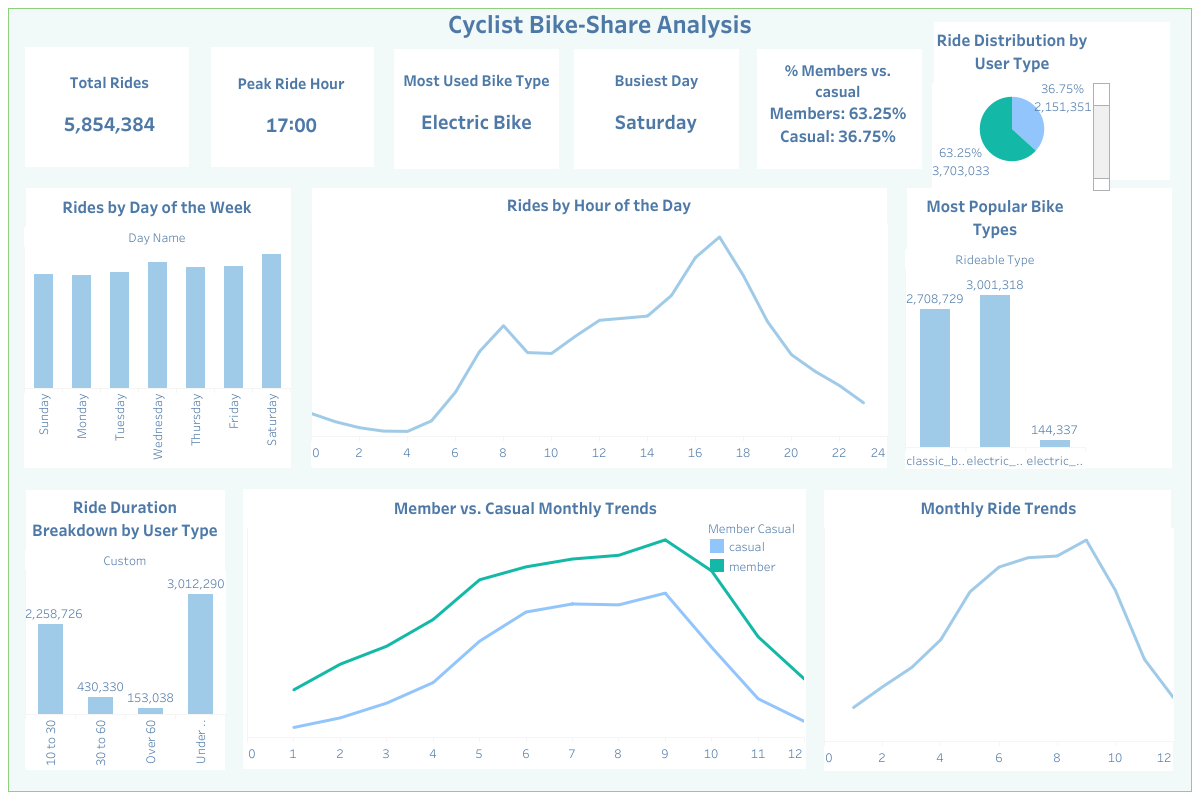 Cyclist Bike-Share Analysis
Total Rides
5,854,384
Peak Ride Hour
17:00
Most Used Bike Type
Electric Bike
Busiest Day
Saturday
% Members vs.
casual
Members: 63.25%
Casual: 36.75%
Ride Distribution by
User Type
36.75%
2,151,351
63.25%
3,703,033
Rides by Day of the Week
Day Name
Sunday
Monday
Tuesday
Wednesday
Thursday
Friday
Saturday
Rides by Hour of the Day
0 2 4 6 8 10 12 14 16 18 20 22 24
Most Popular Bike
Types
Rideable Type
2,708,729
3,001,318
144,337
classic_b.. electric_.. electric_..
Ride Duration
Breakdown by User Type
Custom
2,258,726
430,330
153,038
3,012,290
10 to 30
30 to 60
Over 60
Under ..
Member vs. Casual Monthly Trends
Member Casual
casual
member
0 1 2 3 4 5 6 7 8 9 10 11 12
Monthly Ride Trends
0 2 4 6 8 10 12